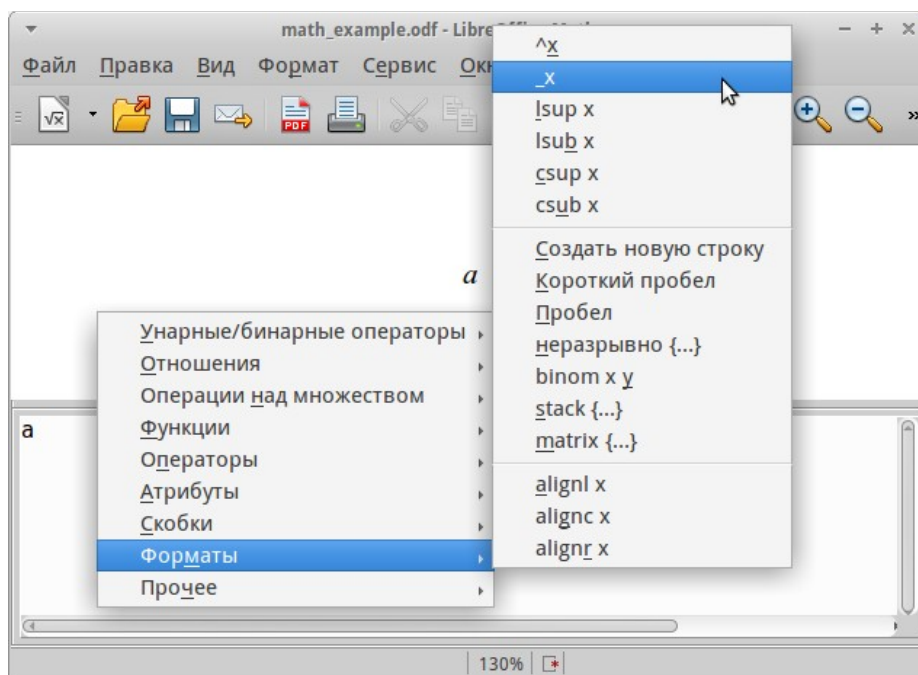 math_example.odf - Libre
Файл Правка Вид Формат Сервис
PDF
a
a
Унарные/бинарные операторы
Отношения
Операции над множеством
Функции
Операторы
Атрибуты
Скобки
Форматы
Прочее
^x
_x
lsup x
lsub x
csup x
csub x
Создать новую строку
Короткий пробел
Пробел
неразрывно {...}
binom x y
stack {...}
matrix {...}
alignl x
alignc x
alignr x
130%